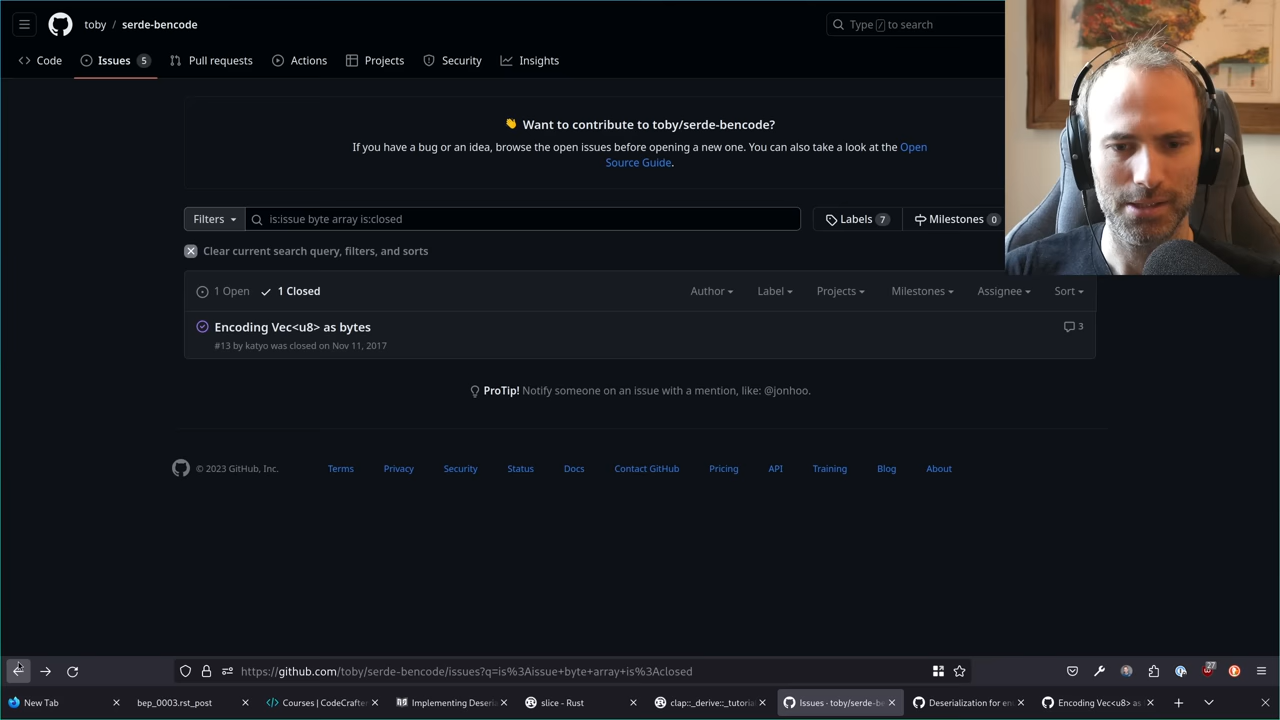 toby / serde-bencode
Type / to search
Code
Issues 5
Pull requests
Actions
Projects
Security
Insights
👋 Want to contribute to toby/serde-bencode?
If you have a bug or an idea, browse the open issues before opening a new one. You can also take a look at the Open
Source Guide.
Filters
is:issue byte array is:closed
Labels 7
Milestones 0
Clear current search query, filters, and sorts
1 Open
1 Closed
Author
Label
Projects
Milestones
Assignee
Sort
Encoding Vec<u8> as bytes
3
#13 by katyo was closed on Nov 11, 2017
ProTip! Notify someone on an issue with a mention, like: @jonhoo.
© 2023 GitHub, Inc.
Terms
Privacy
Security
Status
Docs
Contact GitHub
Pricing
API
Training
Blog
About
https://github.com/toby/serde-bencode/issues?q=is%3Aissue+byte+array+is%3Aclosed
27
New Tab
bep_0003.rst_post
Courses | CodeCrafter
Implementing Deseria
slice - Rust
clap::_derive::_tutoria
Issues · toby/serde-be
Deserialization for en
Encoding Vec<u8> as